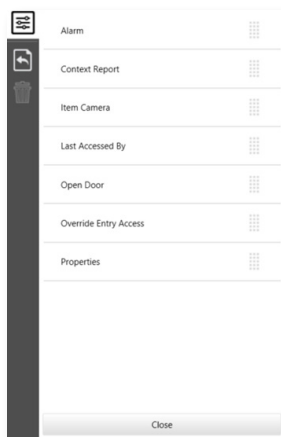 Alarm
Context Report
Item Camera
Last Accessed By
Open Door
Override Entry Access
Properties
Close